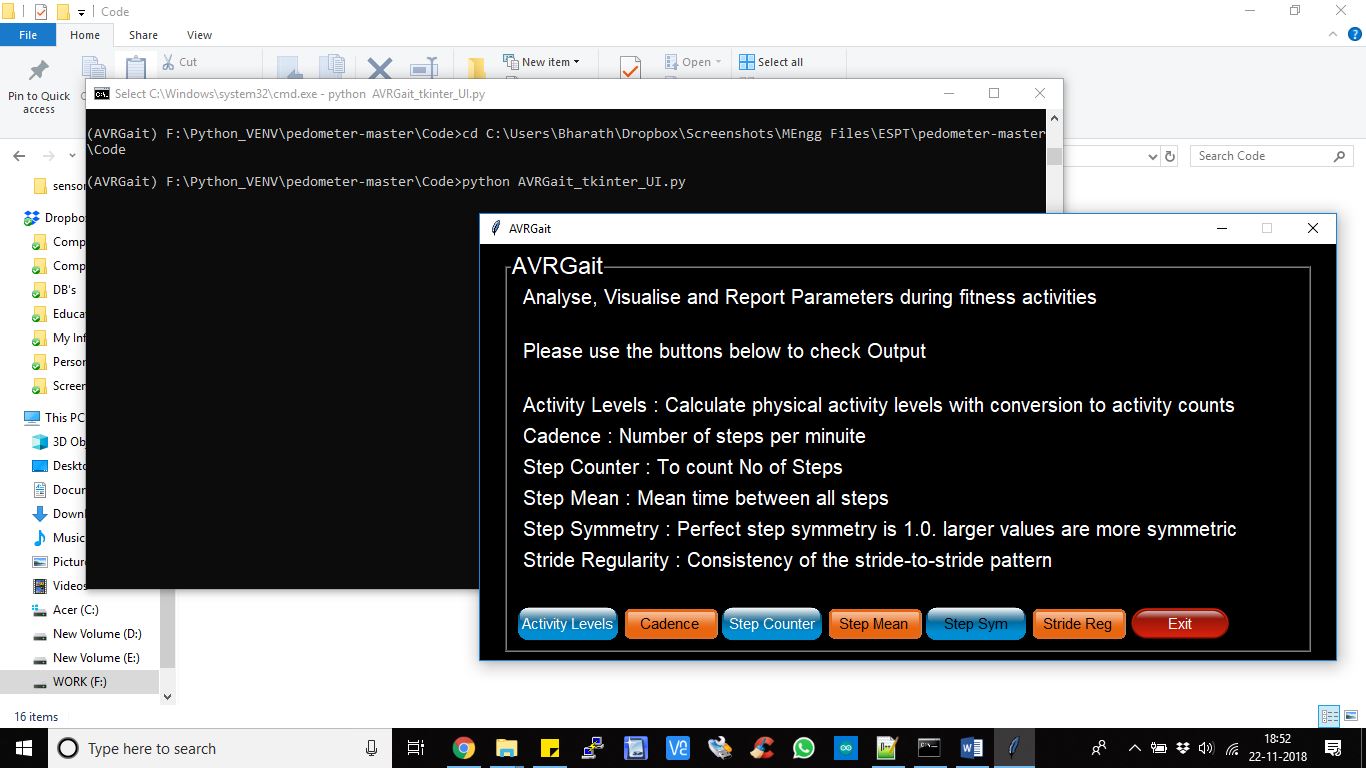 Code
File Home Share View
Pin to Quick access
Cut
New item
Open
Select all
Select C:\Windows\system32\cmd.exe - python AVRGait_tkinter_UI.py
(AVRGait) F:\Python_VENV\pedometer-master\Code>cd C:\Users\Bharath\Dropbox\Screenshots\MEngg Files\ESPT\pedometer-master
\Code
(AVRGait) F:\Python_VENV\pedometer-master\Code>python AVRGait_tkinter_UI.py
Search Code
Dropbo
Comp
Comp
DB's
Educa
My Inf
Person
Screen
This PC
3D Ob
Deskto
Docun
Down
Music
Picture
Videos
Acer (C:)
New Volume (D:)
New Volume (E:)
WORK (F:)
16 items
AVRGait
AVRGait
Analyse, Visualise and Report Parameters during fitness activities
Please use the buttons below to check Output
Activity Levels : Calculate physical activity levels with conversion to activity counts
Cadence : Number of steps per minuite
Step Counter : To count No of Steps
Step Mean : Mean time between all steps
Step Symmetry : Perfect step symmetry is 1.0. larger values are more symmetric
Stride Regularity : Consistency of the stride-to-stride pattern
Activity Levels Cadence Step Counter Step Mean Step Sym Stride Reg Exit
Type here to search
18:52
22-11-2018